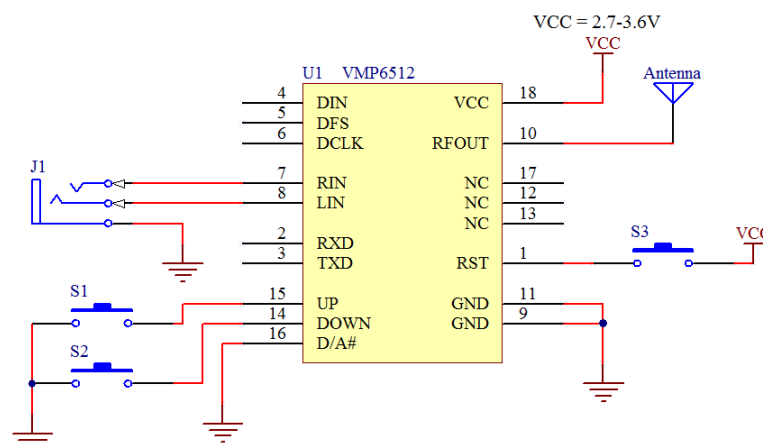 VCC = 2.7-3.6V
VCC
U1 VMP6512
Antenna
4 DIN VCC 18
5 DFS
6 DCLK RFOUT 10
J1
7 RIN NC 17
8 LIN NC 12
NC 13
S3
VCC
2 RXD
3 TXD RST 1
S1
15 UP GND 11
14 DOWN GND 9
16 D/A#
S2